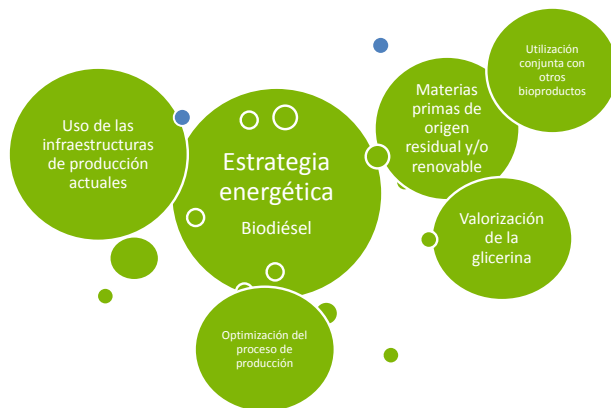 Uso de las
infraestructuras
de producción
actuales
Estrategia
energética
Biodiésel
Materias
primas de
origen
residual y/o
renovable
Utilización
conjunta con
otros
bioproductos
Valorización
de la
glicerina
Optimización del
proceso de
producción